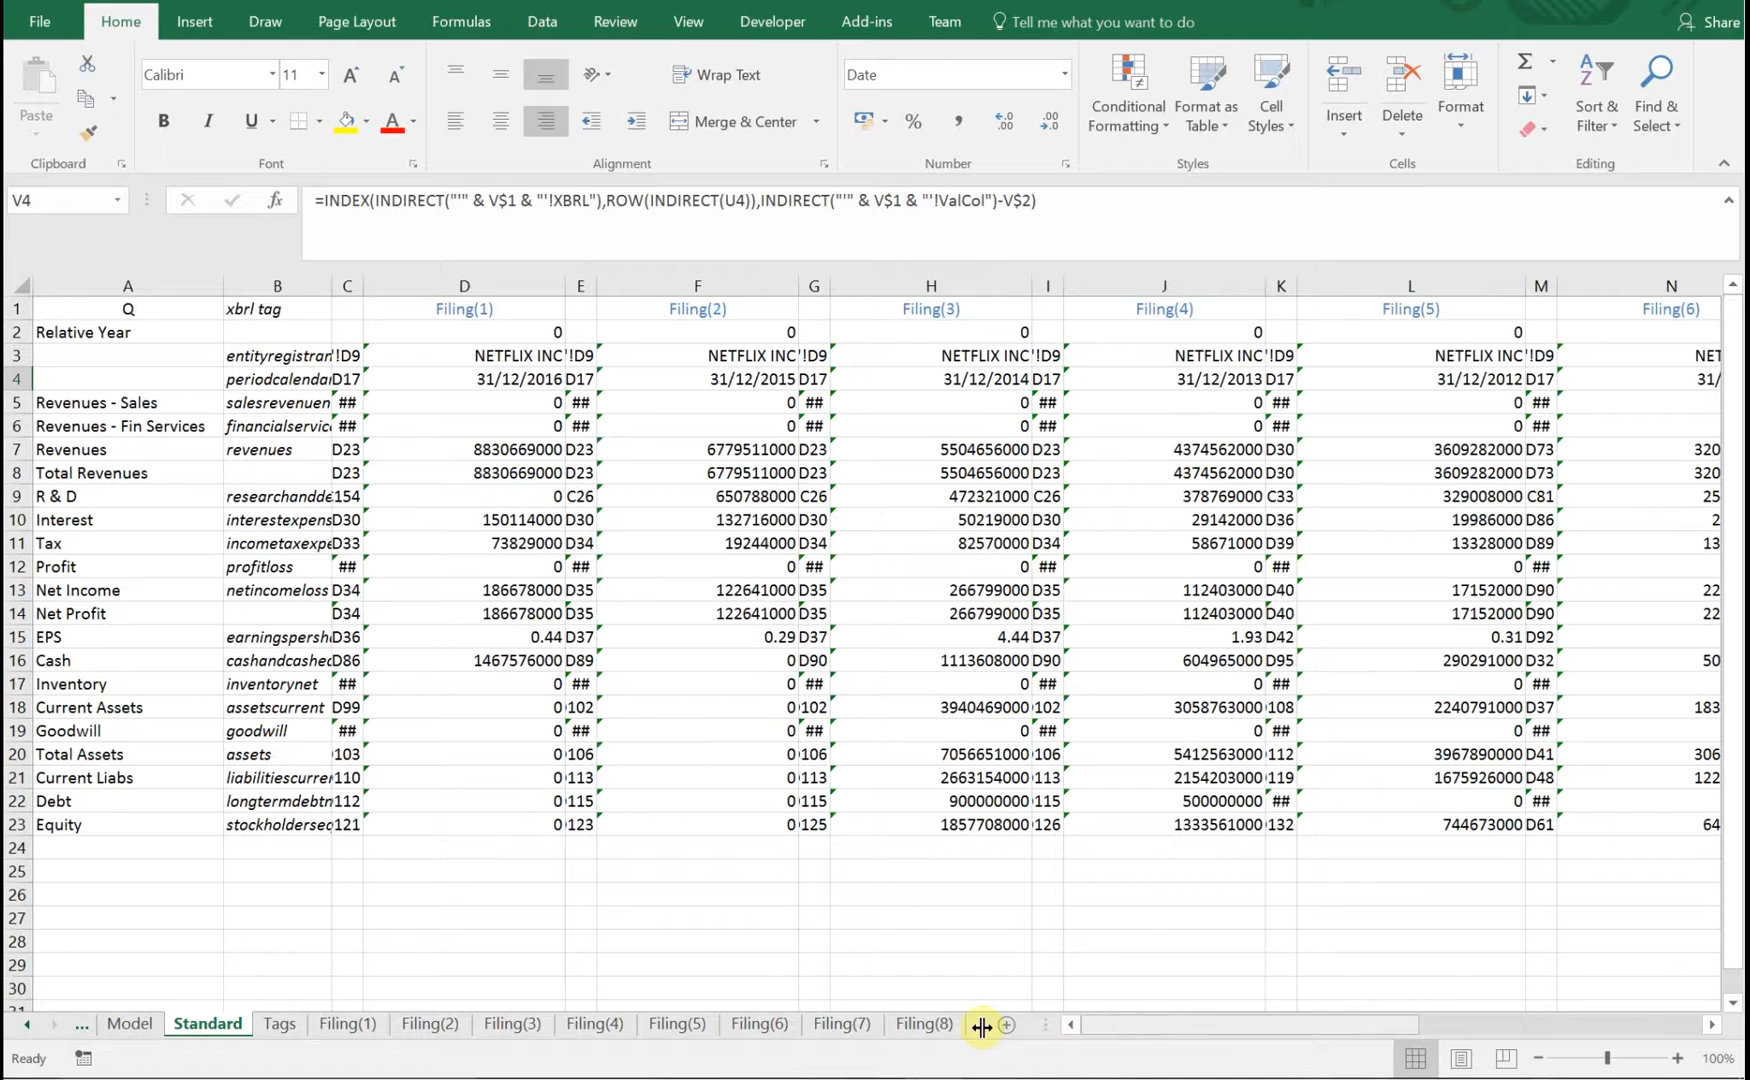 File Home Insert Draw Page Layout Formulas Data Review View Developer Add-ins Team Tell me what you want to do Share
Paste Calibri 11 Wrap Text Date Conditional Formatting Format as Table Cell Styles Insert Delete Format Sort & Filter Find & Select
B I U A Merge & Center % ,
Clipboard Font Alignment Number Styles Cells Editing
V4 fx =INDEX(INDIRECT("'" & V$1 & "'!XBRL"),ROW(INDIRECT(U4)),INDIRECT("'" & V$1 & "'!ValCol")-V$2)
A B C D E F G H I J K L M N
1 Q xbrl tag Filing(1) Filing(2) Filing(3) Filing(4) Filing(5) Filing(6)
2 Relative Year 0 0 0 0 0
3 entityregistrar '!D9 NETFLIX INC '!D9 NETFLIX INC '!D9 NETFLIX INC '!D9 NETFLIX INC '!D9 NETFLIX INC '!D9 NET
4 periodcalenda D17 31/12/2016 D17 31/12/2015 D17 31/12/2014 D17 31/12/2013 D17 31/12/2012 D17 31/
5 Revenues - Sales salesrevenuen ## 0 ## 0 ## 0 ## 0 ## 0 ##
6 Revenues - Fin Services financialservic ## 0 ## 0 ## 0 ## 0 ## 0 ##
7 Revenues revenues D23 8830669000 D23 6779511000 D23 5504656000 D23 4374562000 D30 3609282000 D73 320
8 Total Revenues D23 8830669000 D23 6779511000 D23 5504656000 D23 4374562000 D30 3609282000 D73 320
9 R & D researchandde 154 0 C26 650788000 C26 472321000 C26 378769000 C33 329008000 C81 25
10 Interest interestexpens D30 150114000 D30 132716000 D30 50219000 D30 29142000 D36 19986000 D86 2
11 Tax incometaxexpe D33 73829000 D34 19244000 D34 82570000 D34 58671000 D39 13328000 D89 13
12 Profit profitloss ## 0 ## 0 ## 0 ## 0 ## 0 ##
13 Net Income netincomeloss D34 186678000 D35 122641000 D35 266799000 D35 112403000 D40 17152000 D90 22
14 Net Profit D34 186678000 D35 122641000 D35 266799000 D35 112403000 D40 17152000 D90 22
15 EPS earningspersh D36 0.44 D37 0.29 D37 4.44 D37 1.93 D42 0.31 D92
16 Cash cashandcashec D86 1467576000 D89 0 D90 1113608000 D90 604965000 D95 290291000 D32 50
17 Inventory inventorynet ## 0 ## 0 ## 0 ## 0 ## 0 ##
18 Current Assets assetscurrent D99 0 102 0 102 3940469000 102 3058763000 108 2240791000 D37 183
19 Goodwill goodwill ## 0 ## 0 ## 0 ## 0 ## 0 ##
20 Total Assets assets 103 0 106 0 106 7056651000 106 5412563000 112 3967890000 D41 306
21 Current Liabs liabilitiescurrer 110 0 113 0 113 2663154000 113 2154203000 119 1675926000 D48 122
22 Debt longtermdebtn 112 0 115 0 115 900000000 115 500000000 ## 0 ##
23 Equity stockholderseq 121 0 123 0 125 1857708000 126 1333561000 132 744673000 D61 64
24
25
26
27
28
29
30
... Model Standard Tags Filing(1) Filing(2) Filing(3) Filing(4) Filing(5) Filing(6) Filing(7) Filing(8)
Ready 100%